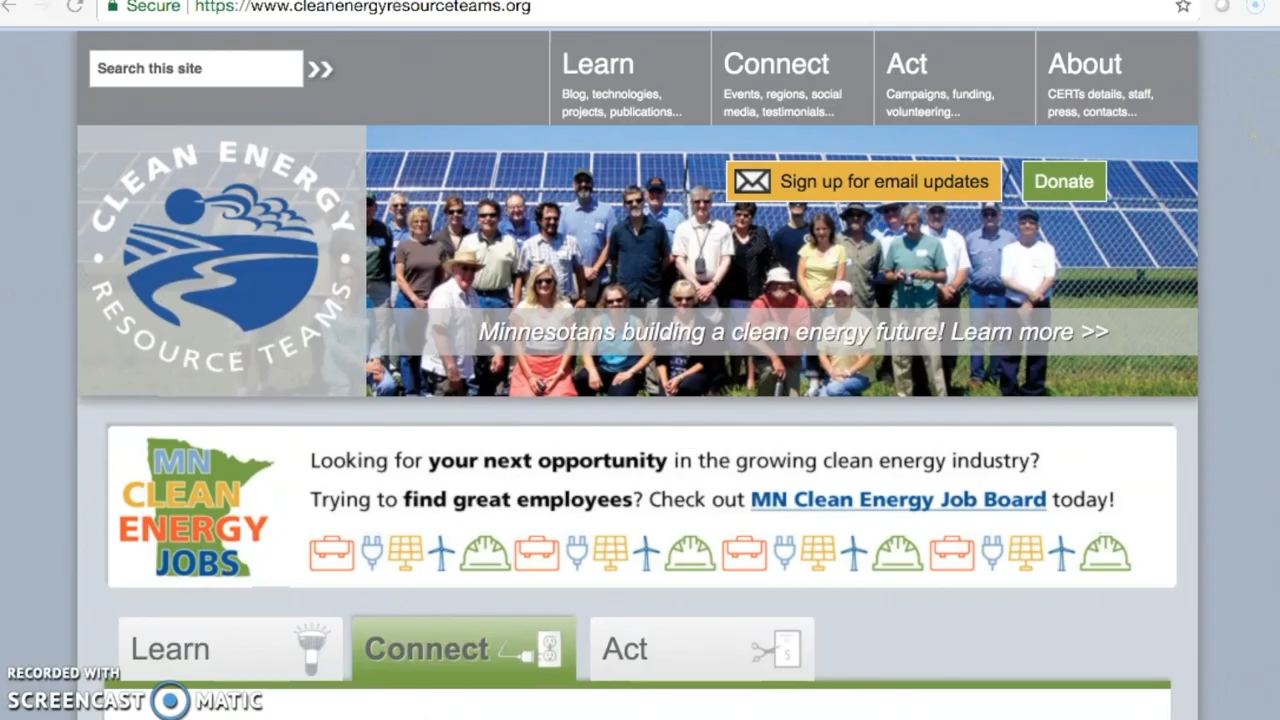 Secure https://www.cleanenergyresourceteams.org
Search this site
Learn
Blog, technologies,
projects, publications...
Connect
Events, regions, social
media, testimonials...
Act
Campaigns, funding,
volunteering...
About
CERTs details, staff,
press, contacts...
CLEAN ENERGY
RESOURCE TEAMS
Sign up for email updates
Donate
Minnesotans building a clean energy future! Learn more >>
MN
CLEAN
ENERGY
JOBS
Looking for your next opportunity in the growing clean energy industry?
Trying to find great employees? Check out MN Clean Energy Job Board today!
Learn
Connect
Act
$
RECORDED WITH
SCREENCAST MATIC